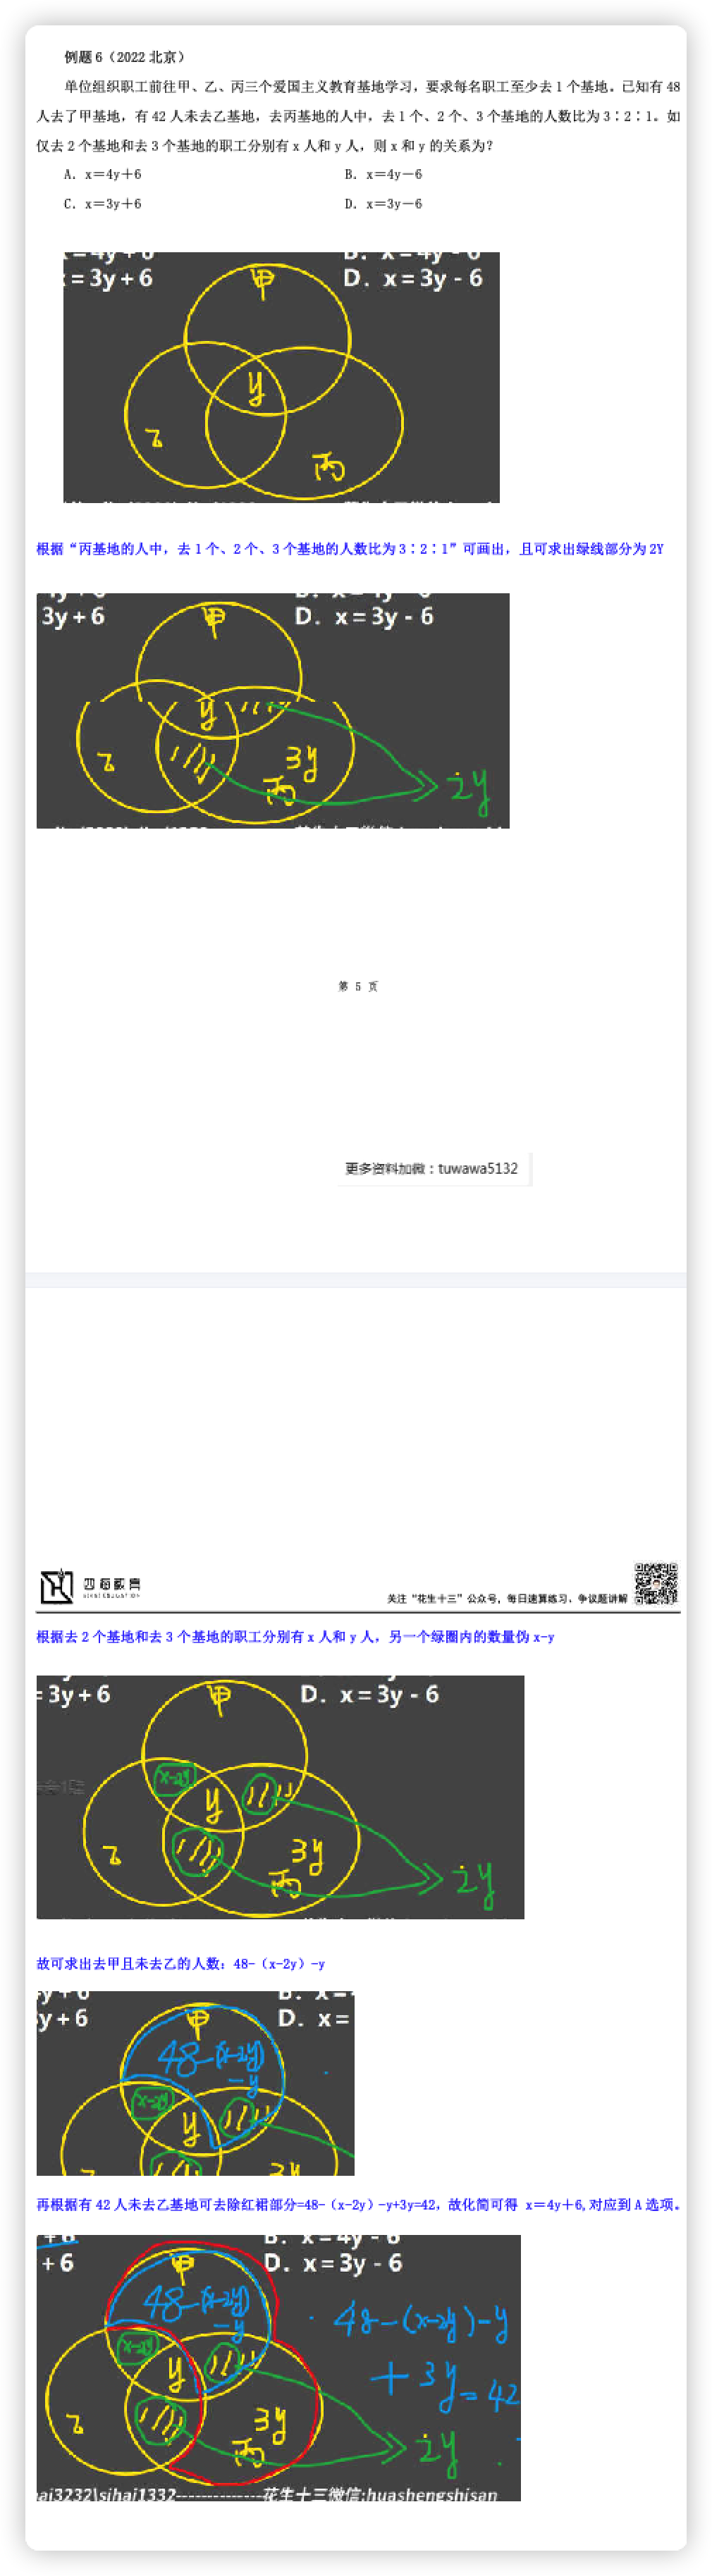 例题 6（2022 北京）
单位组织职工前往甲、乙、丙三个爱国主义教育基地学习，要求每名职工至少去 1 个基地。已知有 48
人去了甲基地，有 42 人未去乙基地，去丙基地的人中，去 1 个、2 个、3 个基地的人数比为 3∶2∶1。如
仅去 2 个基地和去 3 个基地的职工分别有 x 人和 y 人，则 x 和 y 的关系为？
A. x＝4y＋6 B. x＝4y－6
C. x＝3y＋6 D. x＝3y－6
= 3y + 6 D. x = 3y - 6
甲
y
乙
丙
根据“丙基地的人中，去 1 个、2 个、3 个基地的人数比为 3∶2∶1”可画出，且可求出绿线部分为 2Y
3y + 6 D. x = 3y - 6
甲
y
乙
3y
丙
2y
第 5 页
更多资料加微：tuwawa5132
四海教育
关注“花生十三”公众号，每日速算练习、争议题讲解
根据去 2 个基地和去 3 个基地的职工分别有 x 人和 y 人，另一个绿圈内的数量伪 x-y
= 3y + 6 D. x = 3y - 6
甲
x-2y
y
乙
3y
丙
2y
故可求出去甲且未去乙的人数：48-（x-2y）-y
y + 6 D. x =
甲
48-(x-2y)
-y
x-2y
y
再根据有 42 人未去乙基地可去除红裙部分=48-（x-2y）-y+3y=42，故化简可得 x＝4y＋6,对应到 A 选项。
+ 6 D. x = 3y - 6
甲
48-(x-2y)
-y
48-(x-2y)-y
+3y=42
x-2y
y
乙
3y
丙
2y
ai3232\sihai1332--------------花生十三微信:huashengshisan